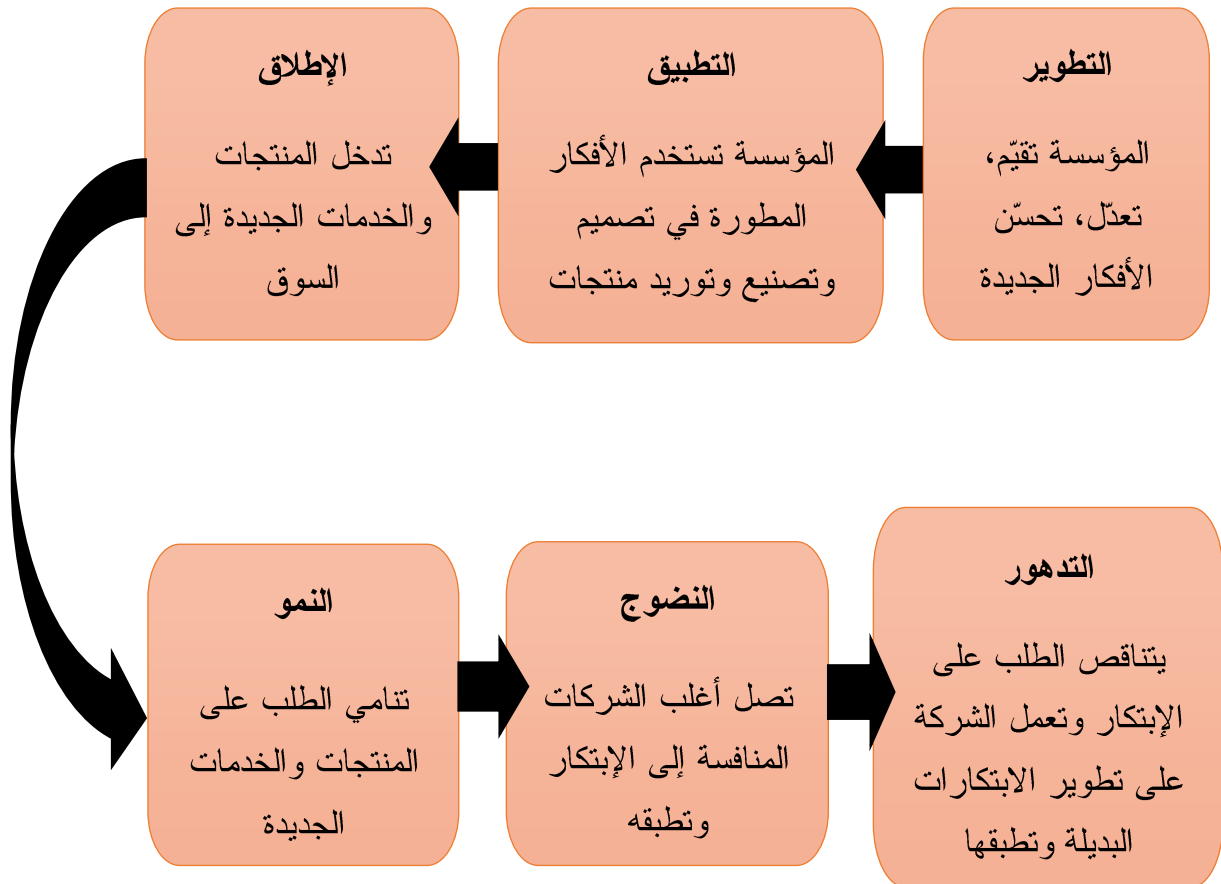 التطوير
المؤسسة تقيّم،
تعدّل، تحسّن
الأفكار الجديدة
التطبيق
المؤسسة تستخدم الأفكار
المطورة في تصميم
وتصنيع وتوريد منتجات
الإطلاق
تدخل المنتجات
والخدمات الجديدة إلى
السوق
النمو
تنامي الطلب على
المنتجات والخدمات
الجديدة
النضوج
تصل أغلب الشركات
المنافسة إلى الإبتكار
وتطبقه
التدهور
يتناقص الطلب على
الإبتكار وتعمل الشركة
على تطوير الابتكارات
البديلة وتطبقها